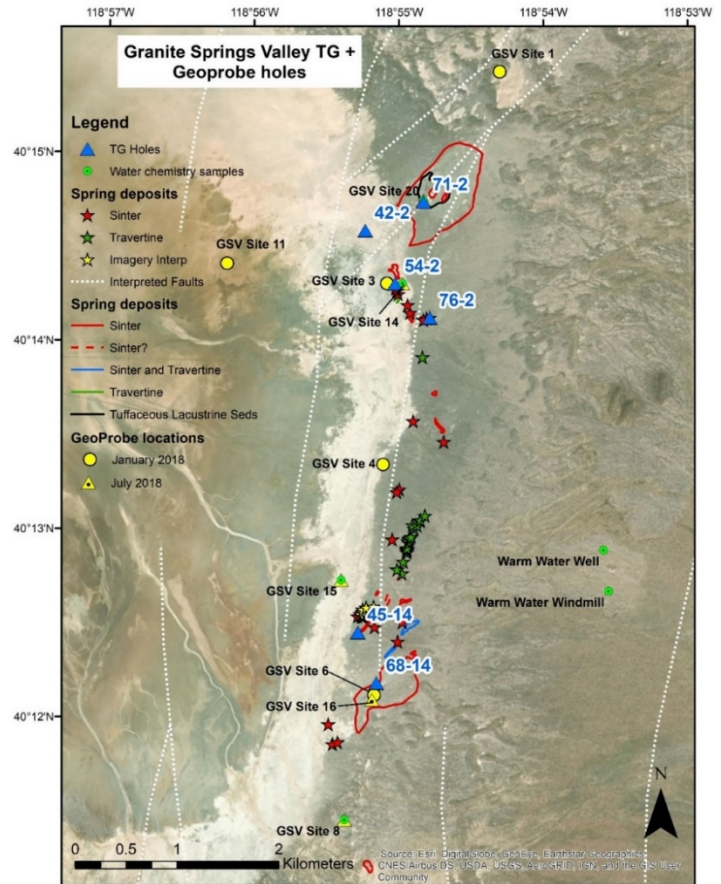 118°57'W 118°56'W 118°55'W 118°54'W 118°53'W
Granite Springs Valley TG +
Geoprobe holes
GSV Site 1
Legend
TG Holes
Water chemistry samples
Spring deposits
Sinter
Travertine
Imagery Interp
Interpreted Faults
Spring deposits
Sinter
Sinter?
Sinter and Travertine
Travertine
Tuffaceous Lacustrine Seds
GeoProbe locations
January 2018
July 2018
40°15'N
40°14'N
40°13'N
40°12'N
GSV Site 20
71-2
42-2
GSV Site 11
54-2
GSV Site 3
76-2
GSV Site 14
GSV Site 4
Warm Water Well
Warm Water Windmill
GSV Site 15
45-14
68-14
GSV Site 6
GSV Site 16
GSV Site 8
N
0 0.5 1 2
Kilometers
Source: Esri, DigitalGlobe, GeoEye, Earthstar Geographics,
CNES/Airbus DS, USDA, USGS, AeroGRID, IGN, and the GIS User
Community